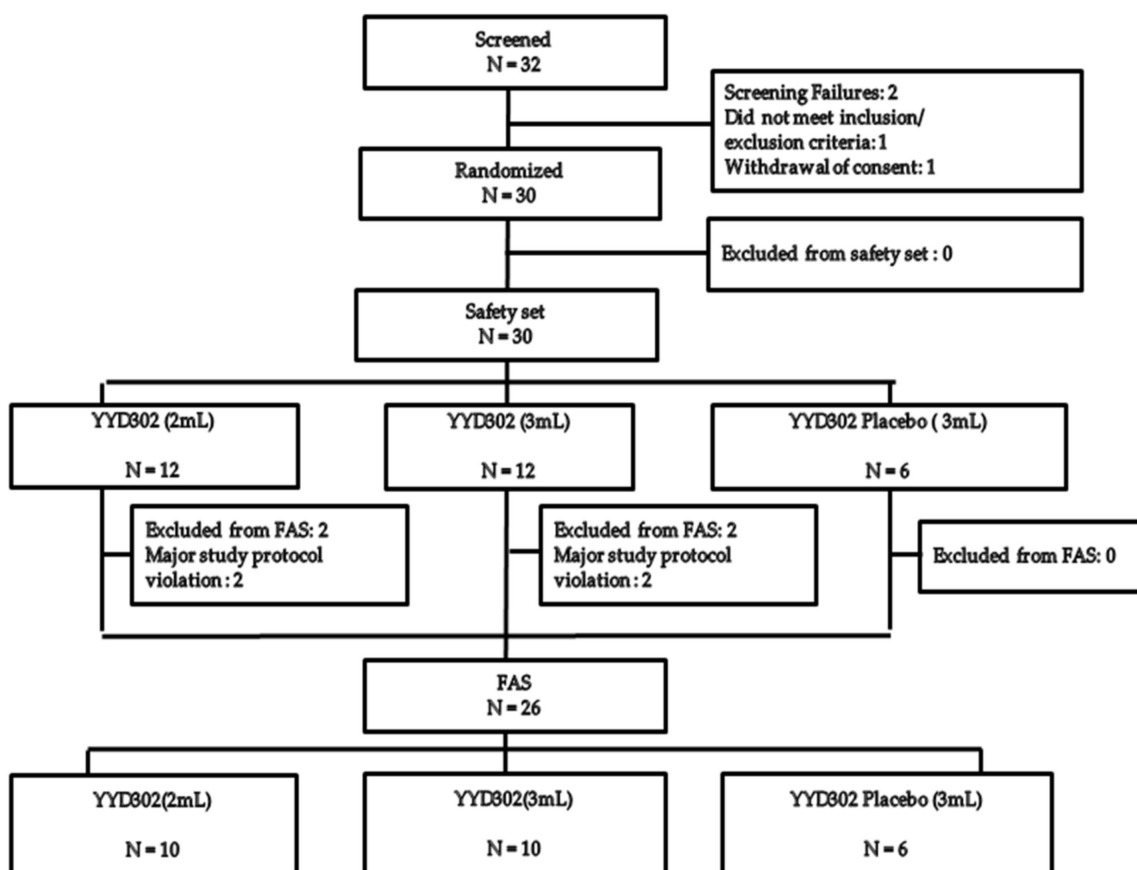 Screened
N = 32
Screening Failures: 2
Did not meet inclusion/
exclusion criteria: 1
Withdrawal of consent: 1
Randomized
N = 30
Excluded from safety set : 0
Safety set
N = 30
YYD302 (2mL)
N = 12
YYD302 (3mL)
N = 12
YYD302 Placebo ( 3mL)
N = 6
Excluded from FAS: 2
Major study protocol
violation : 2
Excluded from FAS: 2
Major study protocol
violation : 2
Excluded from FAS: 0
FAS
N = 26
YYD302(2mL)
N = 10
YYD302(3mL)
N = 10
YYD302 Placebo (3mL)
N = 6